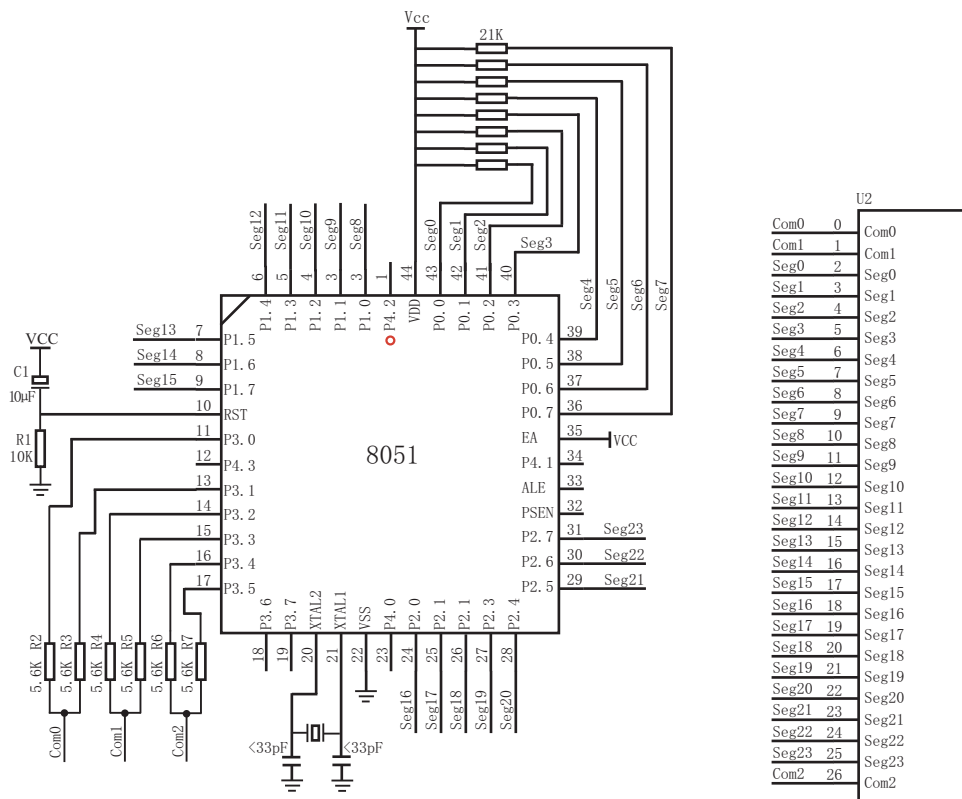 Vcc
21K
Seg12
Seg11
Seg10
Seg9
Seg8
Seg0
Seg1
Seg2
Seg3
Seg4
Seg5
Seg6
Seg7
6
5
4
3
3
1
44
43
42
41
40
P1.4
P1.3
P1.2
P1.1
P1.0
P4.2
VDD
P0.0
P0.1
P0.2
P0.3
Seg13 7 P1.5
Seg14 8 P1.6
Seg15 9 P1.7
10 RST
11 P3.0
12 P4.3
13 P3.1
14 P3.2
15 P3.3
16 P3.4
17 P3.5
VCC
C1
10μF
R1
10K
8051
P0.4 39
P0.5 38
P0.6 37
P0.7 36
EA 35 VCC
P4.1 34
ALE 33
PSEN 32
P2.7 31 Seg23
P2.6 30 Seg22
P2.5 29 Seg21
P3.6
P3.7
XTAL2
XTAL1
VSS
P4.0
P2.0
P2.1
P2.1
P2.3
P2.4
18
19
20
21
22
23
24
25
26
27
28
Seg16
Seg17
Seg18
Seg19
Seg20
5.6K R2
5.6K R3
5.6K R4
5.6K R5
5.6K R6
5.6K R7
Com0
Com1
Com2
<33pF
<33pF
U2
Com0 0 Com0
Com1 1 Com1
Seg0 2 Seg0
Seg1 3 Seg1
Seg2 4 Seg2
Seg3 5 Seg3
Seg4 6 Seg4
Seg5 7 Seg5
Seg6 8 Seg6
Seg7 9 Seg7
Seg8 10 Seg8
Seg9 11 Seg9
Seg10 12 Seg10
Seg11 13 Seg11
Seg12 14 Seg12
Seg13 15 Seg13
Seg14 16 Seg14
Seg15 17 Seg15
Seg16 18 Seg16
Seg17 19 Seg17
Seg18 20 Seg18
Seg19 21 Seg19
Seg20 22 Seg20
Seg21 23 Seg21
Seg22 24 Seg22
Seg23 25 Seg23
Com2 26 Com2